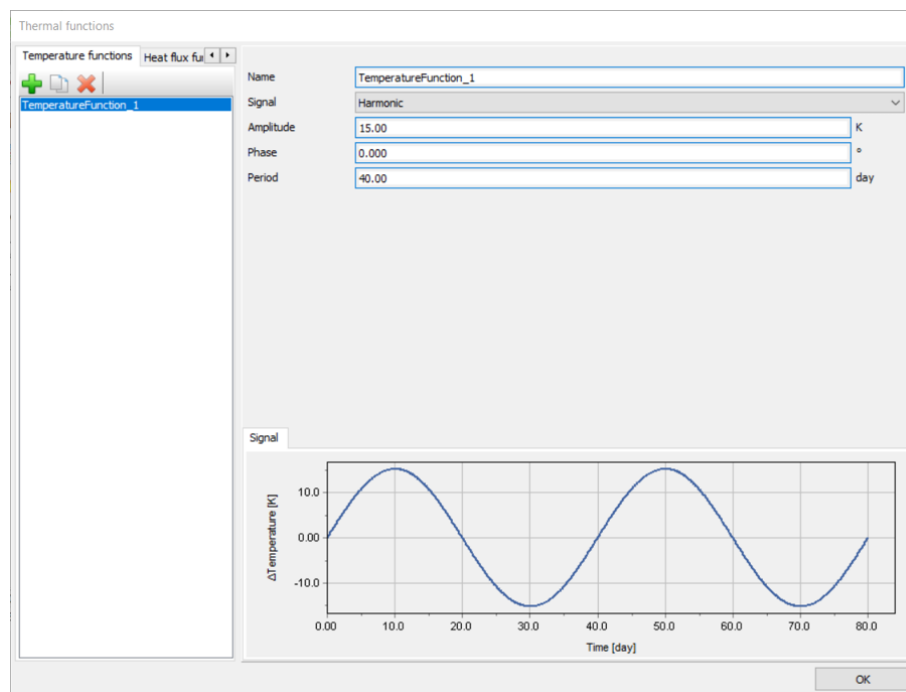 Thermal functions
Temperature functions Heat flux fu
TemperatureFunction_1
Name TemperatureFunction_1
Signal Harmonic
Amplitude 15.00 K
Phase 0.000 °
Period 40.00 day
Signal
ΔTemperature [K]
10.0
0.00
-10.0
0.00 10.0 20.0 30.0 40.0 50.0 60.0 70.0 80.0
Time [day]
OK